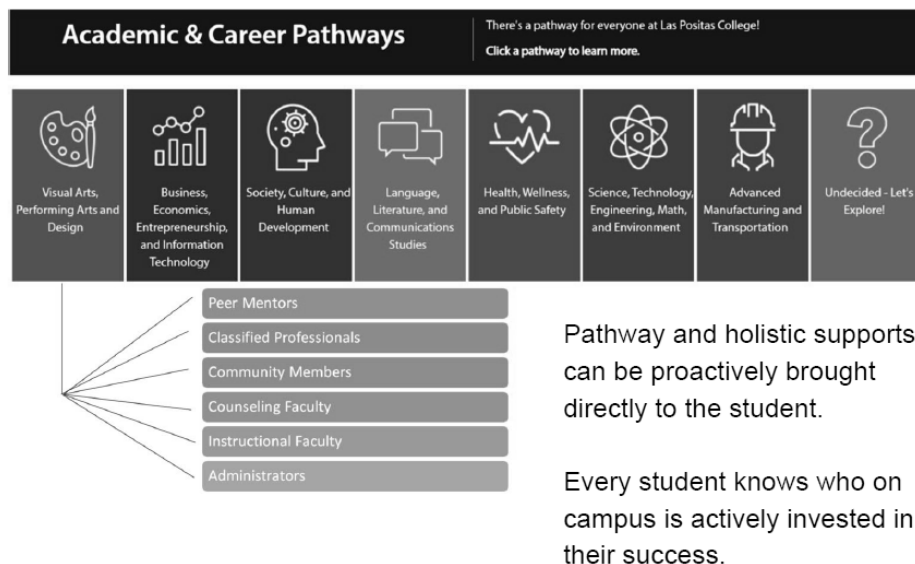 Academic & Career Pathways
There's a pathway for everyone at Las Positas College!
Click a pathway to learn more.
Visual Arts,
Performing Arts and
Design
Business,
Economics,
Entrepreneurship,
and Information
Technology
Society, Culture, and
Human
Development
Language,
Literature, and
Communications
Studies
Health, Wellness,
and Public Safety
Science, Technology,
Engineering, Math,
and Environment
Advanced
Manufacturing and
Transportation
Undecided - Let's
Explore!
Peer Mentors
Classified Professionals
Community Members
Counseling Faculty
Instructional Faculty
Administrators
Pathway and holistic supports
can be proactively brought
directly to the student.
Every student knows who on
campus is actively invested in
their success.